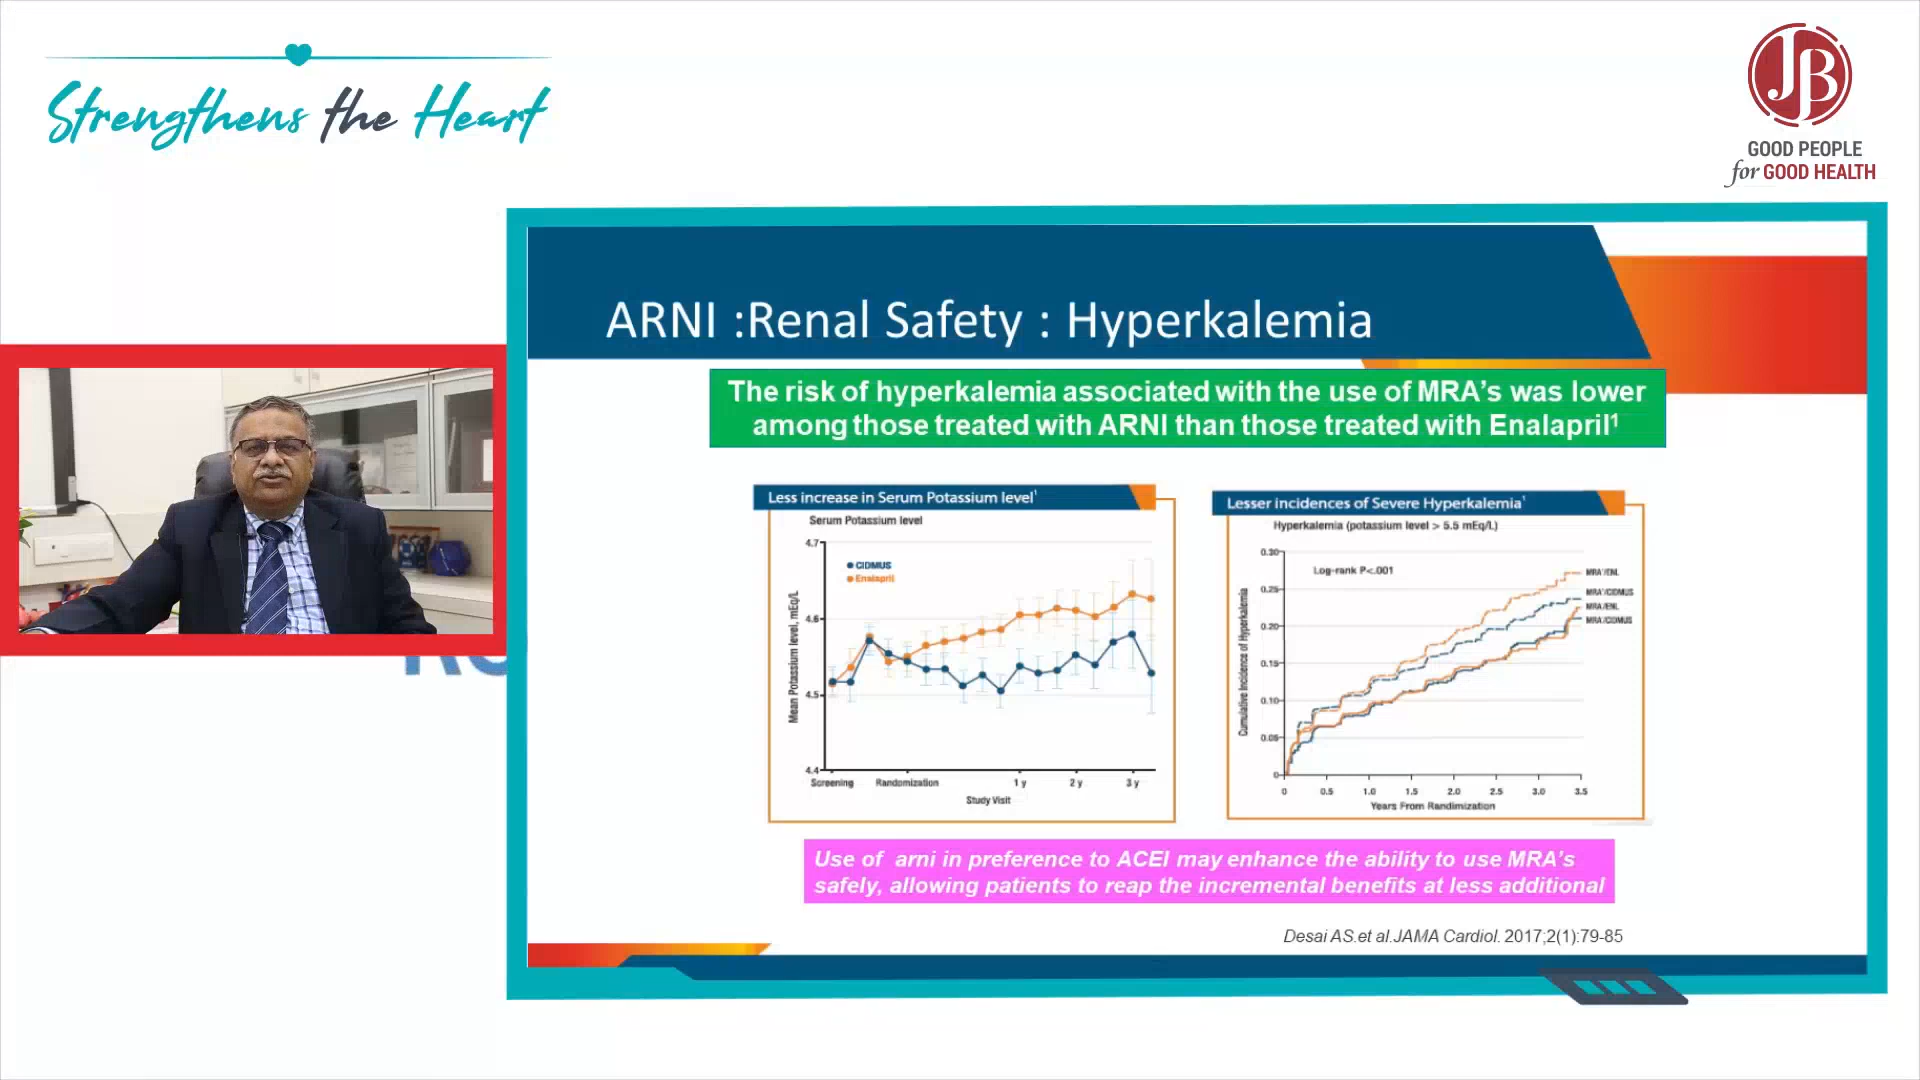 Strengthens the Heart
JB
GOOD PEOPLE
for GOOD HEALTH
ARNI :Renal Safety : Hyperkalemia
The risk of hyperkalemia associated with the use of MRA's was lower
among those treated with ARNI than those treated with Enalapril¹
Less increase in Serum Potassium level¹
Serum Potassium level
4.7
CIDMUS
Enalapril
4.6
4.5
4.4
Mean Potassium level, mEq/L
Screening Randomization 1 y 2 y 3 y
Study Visit
Lesser incidences of Severe Hyperkalemia¹
Hyperkalemia (potassium level > 5.5 mEq/L)
Log-rank P<.001
0.30
0.25
0.20
0.15
0.10
0.05
0
Cumulative Incidence of Hyperkalemia
MRA⁺/ENL
MRA⁺/CIDMUS
MRA⁻/ENL
MRA⁻/CIDMUS
0 0.5 1.0 1.5 2.0 2.5 3.0 3.5
Years From Randimization
Use of arni in preference to ACEI may enhance the ability to use MRA's
safely, allowing patients to reap the incremental benefits at less additional
Desai AS.et al.JAMA Cardiol. 2017;2(1):79-85